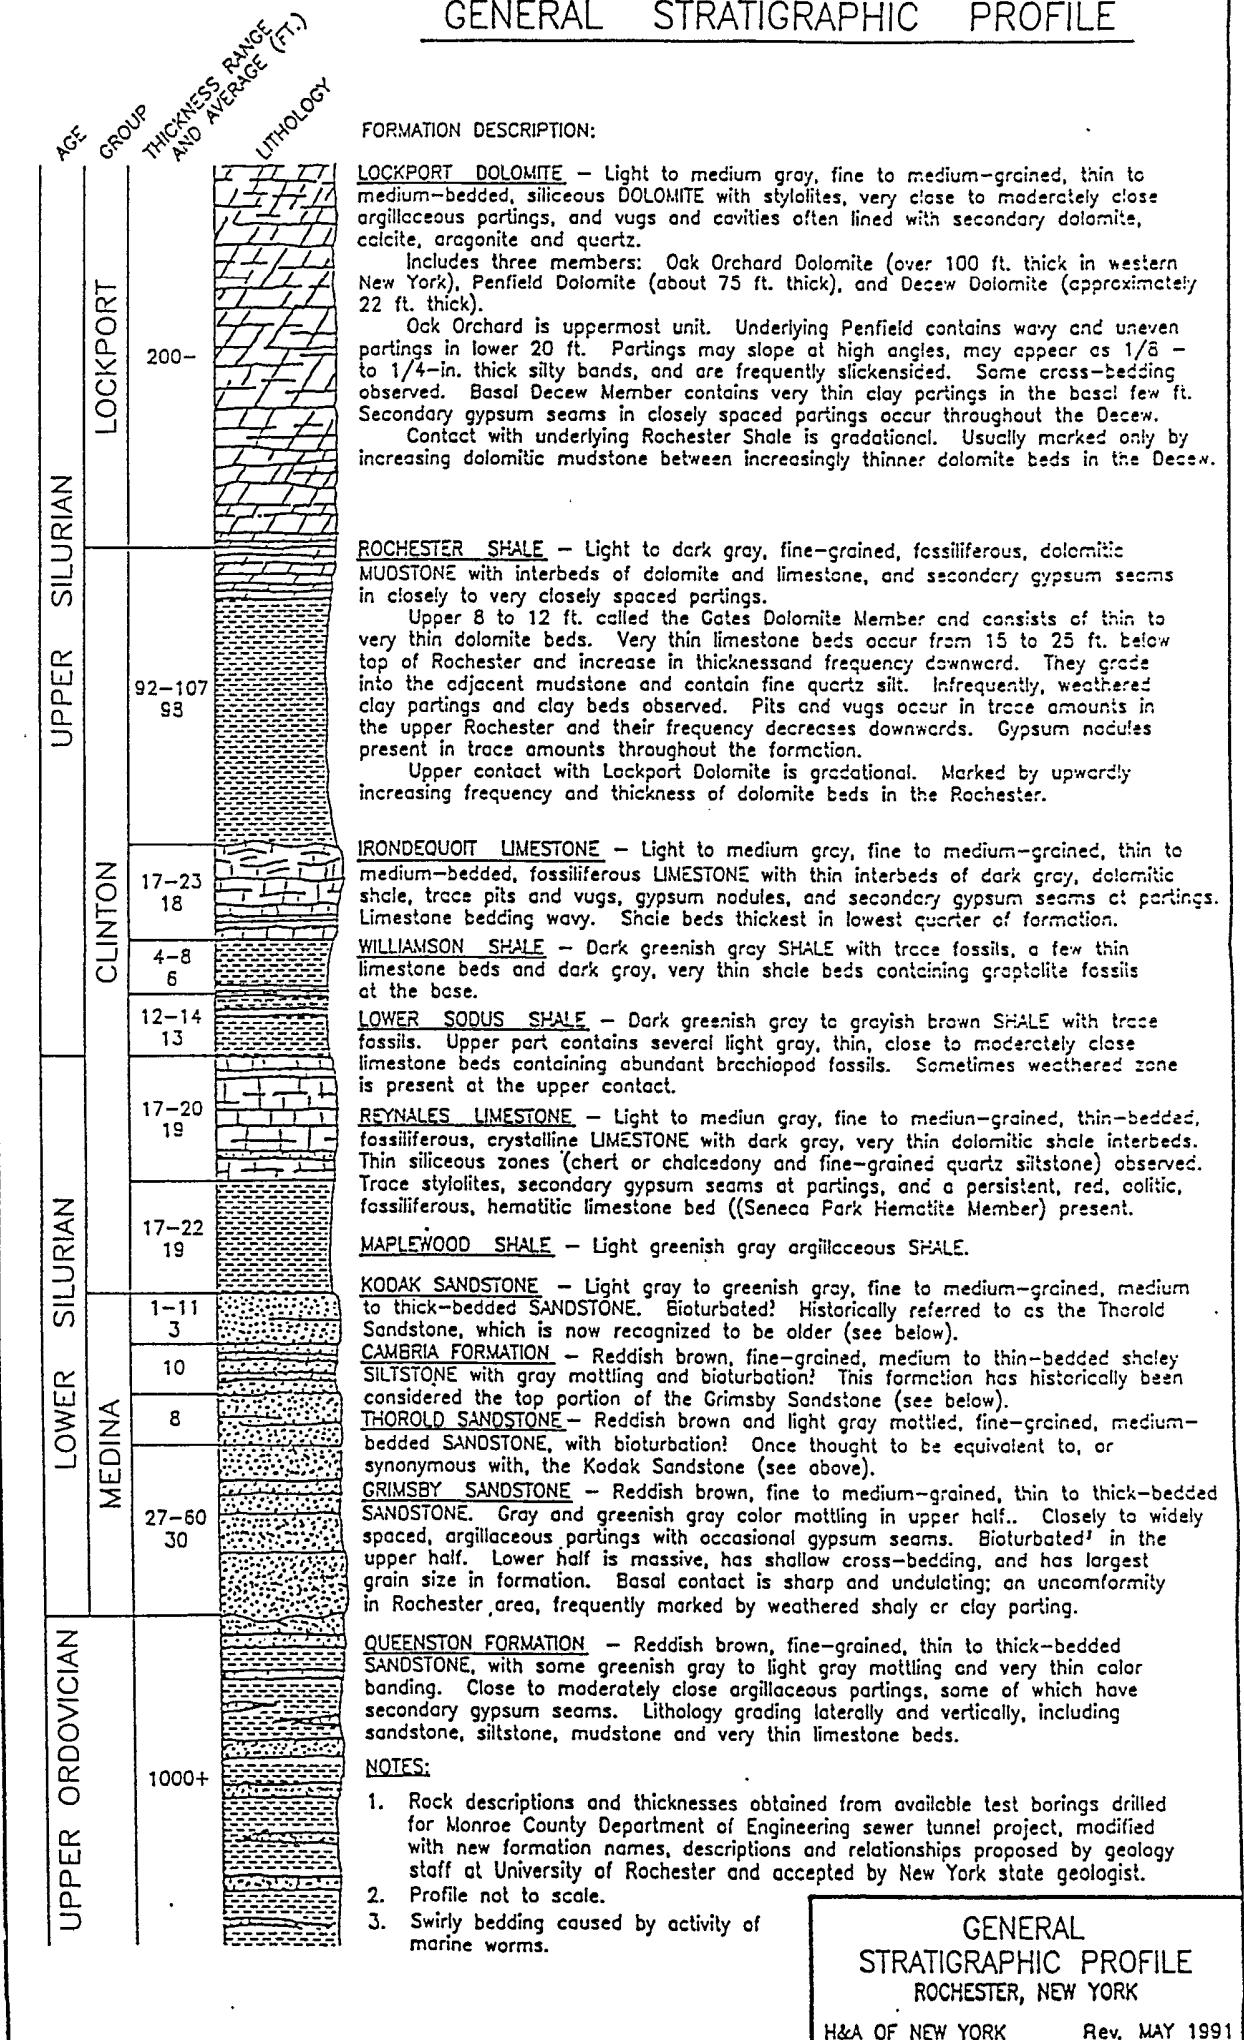 GENERAL STRATIGRAPHIC PROFILE
AGE
GROUP
THICKNESS RANGE
AND AVERAGE (FT.)
LITHOLOGY
FORMATION DESCRIPTION:
UPPER SILURIAN
LOWER SILURIAN
UPPER ORDOVICIAN
LOCKPORT
CLINTON
MEDINA
200-
LOCKPORT DOLOMITE - Light to medium gray, fine to medium-grained, thin to
medium-bedded, siliceous DOLOMITE with stylolites, very close to moderately close
argillaceous partings, and vugs and cavities often lined with secondary dolomite,
calcite, aragonite and quartz.
Includes three members: Oak Orchard Dolomite (over 100 ft. thick in western
New York), Penfield Dolomite (about 75 ft. thick), and Decew Dolomite (approximately
22 ft. thick).
Oak Orchard is uppermost unit. Underlying Penfield contains wavy and uneven
partings in lower 20 ft. Partings may slope at high angles, may appear as 1/8 -
to 1/4-in. thick silty bands, and are frequently slickensided. Some cross-bedding
observed. Basal Decew Member contains very thin clay partings in the basal few ft.
Secondary gypsum seams in closely spaced partings occur throughout the Decew.
Contact with underlying Rochester Shale is gradational. Usually marked only by
increasing dolomitic mudstone between increasingly thinner dolomite beds in the Decew.
92-107
93
ROCHESTER SHALE - Light to dark gray, fine-grained, fossiliferous, dolomitic
MUDSTONE with interbeds of dolomite and limestone, and secondary gypsum seams
in closely to very closely spaced partings.
Upper 8 to 12 ft. called the Gates Dolomite Member and consists of thin to
very thin dolomite beds. Very thin limestone beds occur from 15 to 25 ft. below
top of Rochester and increase in thicknessand frequency downward. They grade
into the adjacent mudstone and contain fine quartz silt. Infrequently, weathered
clay partings and clay beds observed. Pits and vugs occur in trace amounts in
the upper Rochester and their frequency decreases downwards. Gypsum nodules
present in trace amounts throughout the formation.
Upper contact with Lockport Dolomite is gradational. Marked by upwardly
increasing frequency and thickness of dolomite beds in the Rochester.
17-23
18
IRONDEQUOIT LIMESTONE - Light to medium gray, fine to medium-grained, thin to
medium-bedded, fossiliferous LIMESTONE with thin interbeds of dark gray, dolomitic
shale, trace pits and vugs, gypsum nodules, and secondary gypsum seams at partings.
Limestone bedding wavy. Shale beds thickest in lowest quarter of formation.
4-8
6
WILLIAMSON SHALE - Dark greenish gray SHALE with trace fossils, a few thin
limestone beds and dark gray, very thin shale beds containing graptolite fossils
at the base.
12-14
13
LOWER SODUS SHALE - Dark greenish gray to grayish brown SHALE with trace
fossils. Upper part contains several light gray, thin, close to moderately close
limestone beds containing abundant brachiopod fossils. Sometimes weathered zone
is present at the upper contact.
17-20
19
REYNALES LIMESTONE - Light to mediun gray, fine to mediun-grained, thin-bedded,
fossiliferous, crystalline LIMESTONE with dark gray, very thin dolomitic shale interbeds.
Thin siliceous zones (chert or chalcedony and fine-grained quartz siltstone) observed.
Trace stylolites, secondary gypsum seams at partings, and a persistent, red, oolitic,
fossiliferous, hematitic limestone bed ((Seneca Park Hematite Member) present.
17-22
19
MAPLEWOOD SHALE - Light greenish gray argillaceous SHALE.
1-11
3
KODAK SANDSTONE - Light gray to greenish gray, fine to medium-grained, medium
to thick-bedded SANDSTONE. Bioturbated³ Historically referred to as the Thorold
Sandstone, which is now recognized to be older (see below).
10
CAMBRIA FORMATION - Reddish brown, fine-grained, medium to thin-bedded shaley
SILTSTONE with gray mottling and bioturbation³ This formation has historically been
considered the top portion of the Grimsby Sandstone (see below).
8
THOROLD SANDSTONE - Reddish brown and light gray mottled, fine-grained, medium-
bedded SANDSTONE, with bioturbation³ Once thought to be equivalent to, or
synonymous with, the Kodak Sandstone (see above).
27-60
30
GRIMSBY SANDSTONE - Reddish brown, fine to medium-grained, thin to thick-bedded
SANDSTONE. Gray and greenish gray color mottling in upper half.. Closely to widely
spaced, argillaceous partings with occasional gypsum seams. Bioturbated³ in the
upper half. Lower half is massive, has shallow cross-bedding, and has largest
grain size in formation. Basal contact is sharp and undulating; an uncomformity
in Rochester area, frequently marked by weathered shaly or clay parting.
1000+
QUEENSTON FORMATION - Reddish brown, fine-grained, thin to thick-bedded
SANDSTONE, with some greenish gray to light gray mottling and very thin color
banding. Close to moderately close argillaceous partings, some of which have
secondary gypsum seams. Lithology grading laterally and vertically, including
sandstone, siltstone, mudstone and very thin limestone beds.
NOTES:
1. Rock descriptions and thicknesses obtained from available test borings drilled
for Monroe County Department of Engineering sewer tunnel project, modified
with new formation names, descriptions and relationships proposed by geology
staff at University of Rochester and accepted by New York state geologist.
2. Profile not to scale.
3. Swirly bedding caused by activity of
marine worms.
GENERAL
STRATIGRAPHIC PROFILE
ROCHESTER, NEW YORK
H&A OF NEW YORK Rev. MAY 1991